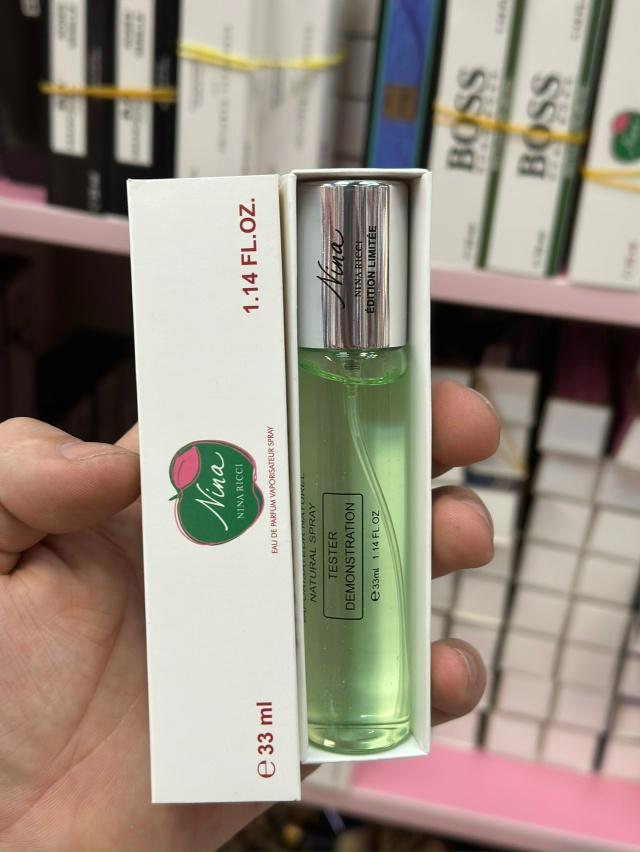 1.14 FL.OZ.
Nina
NINA RICCI
EAU DE PARFUM VAPORISATEUR SPRAY
℮ 33 ml
Nina
NINA RICCI
ÉDITION LIMITÉE
NATURAL SPRAY
TESTER
DEMONSTRATION
℮ 33ml 1.14 FL.OZ
BOSS
BOSS